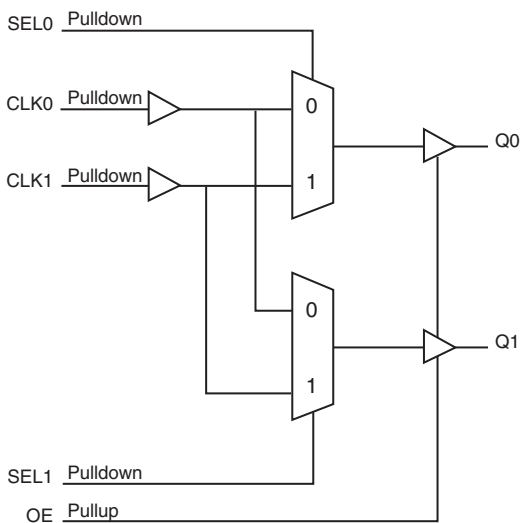 SEL0 Pulldown
CLK0 Pulldown
0
Q0
CLK1 Pulldown
1
0
Q1
1
SEL1 Pulldown
OE Pullup